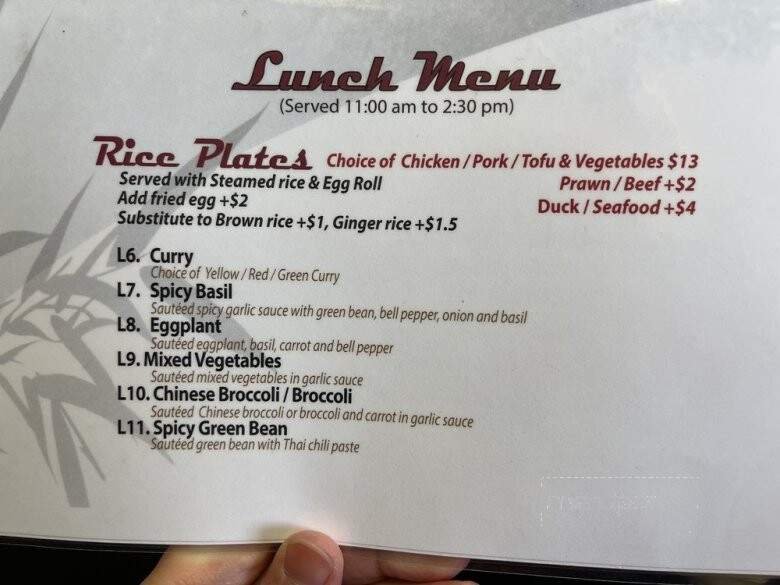 Lunch Menu
(Served 11:00 am to 2:30 pm)
Rice Plates Choice of Chicken / Pork / Tofu & Vegetables $13
Served with Steamed rice & Egg Roll Prawn / Beef +$2
Add fried egg +$2 Duck / Seafood +$4
Substitute to Brown rice +$1, Ginger rice +$1.5
L6. Curry
Choice of Yellow / Red / Green Curry
L7. Spicy Basil
Sautéed spicy garlic sauce with green bean, bell pepper, onion and basil
L8. Eggplant
Sautéed eggplant, basil, carrot and bell pepper
L9. Mixed Vegetables
Sautéed mixed vegetables in garlic sauce
L10. Chinese Broccoli / Broccoli
Sautéed Chinese broccoli or broccoli and carrot in garlic sauce
L11. Spicy Green Bean
Sautéed green bean with Thai chili paste